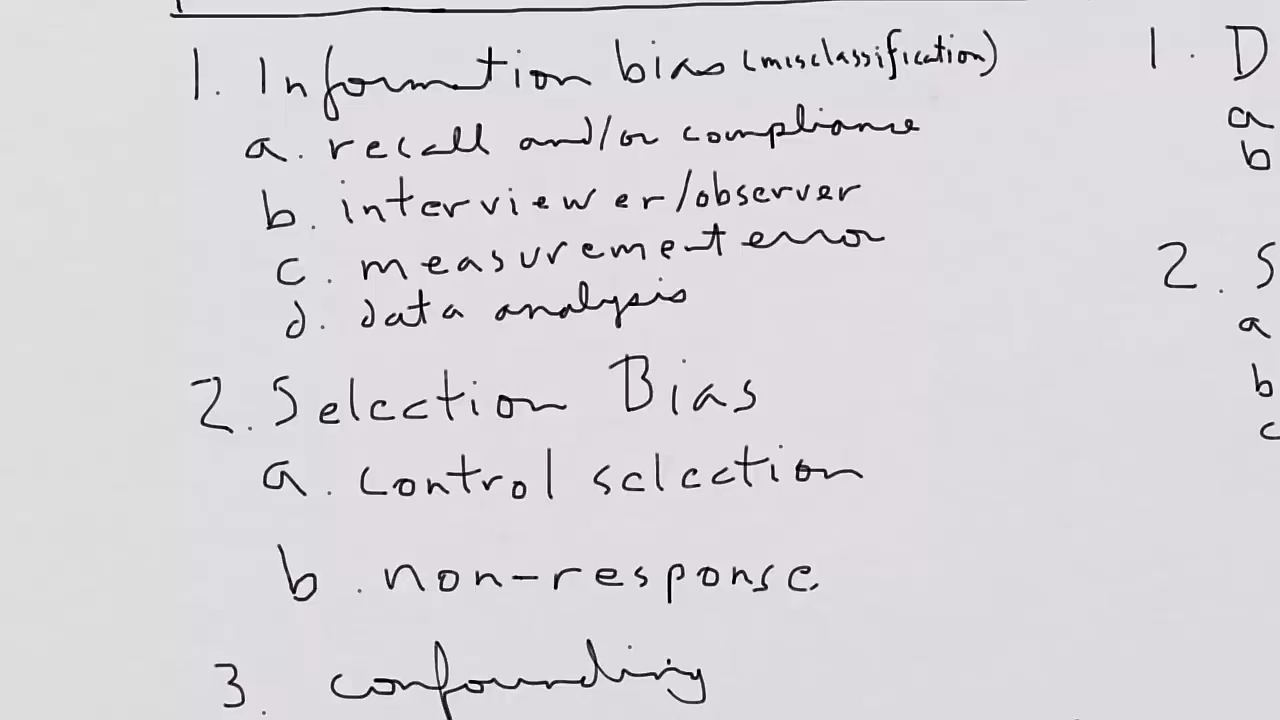 1. Information bias (misclassification)
a. recall and/or compliance
b. interviewer/observer
c. measurement error
d. data analysis
2. Selection Bias
a. control selection
b. non-response
3. confounding
1. D
a
b
2. S
a
b
c